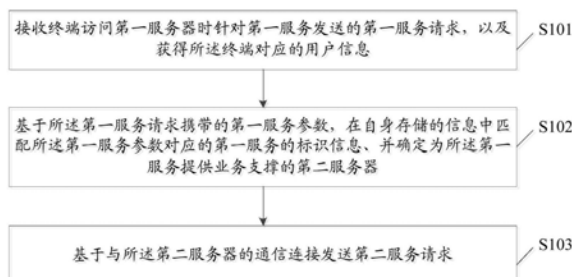 接收终端访问第一服务器时针对第一服务发送的第一服务请求，以及
获得所述终端对应的用户信息
S101
基于所述第一服务请求携带的第一服务参数，在自身存储的信息中匹
配所述第一服务参数对应的第一服务的标识信息、并确定为所述第一
服务提供业务支撑的第二服务器
S102
基于与所述第二服务器的通信连接发送第二服务请求
S103